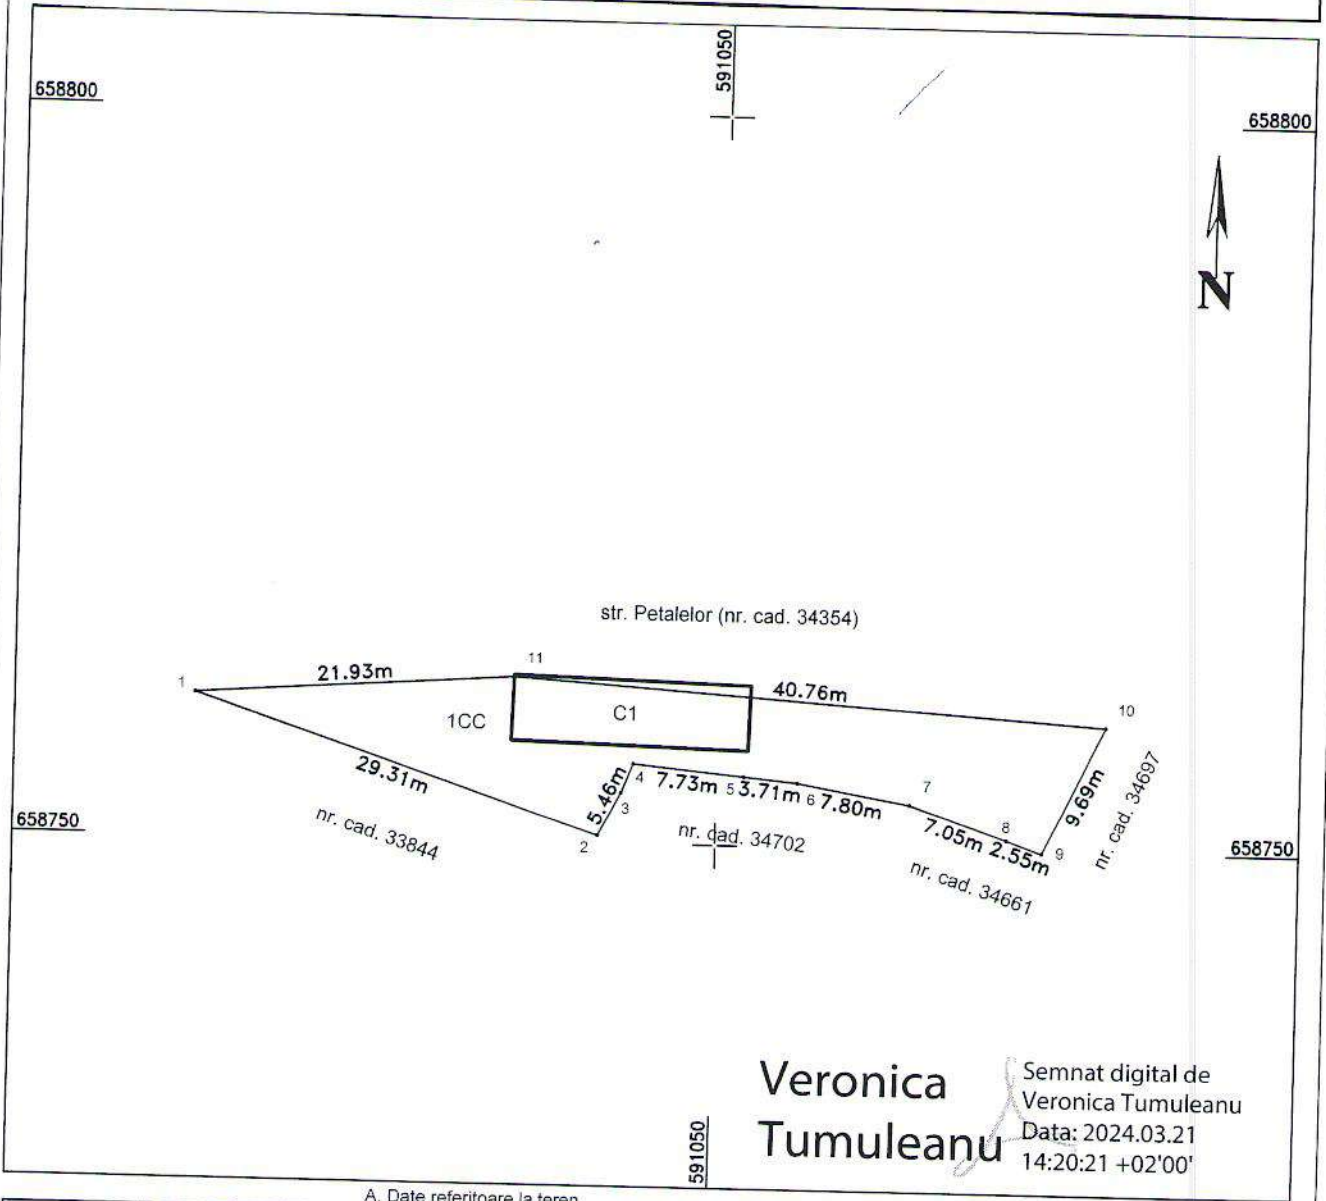 591050
658800
658800
N
str. Petalelor (nr. cad. 34354)
11
1
21.93m
40.76m
10
1CC
C1
29.31m
5.46m
4
7.73m
5
3.71m
6
7.80m
7
3
7.05m
8
2.55m
9
9.69m
nr. cad. 34697
658750
nr. cad. 33844
2
nr. cad. 34702
nr. cad. 34661
658750
Veronica
Tumuleanu
Semnat digital de
Veronica Tumuleanu
Data: 2024.03.21
14:20:21 +02'00'
591050
A. Date referitoare la teren